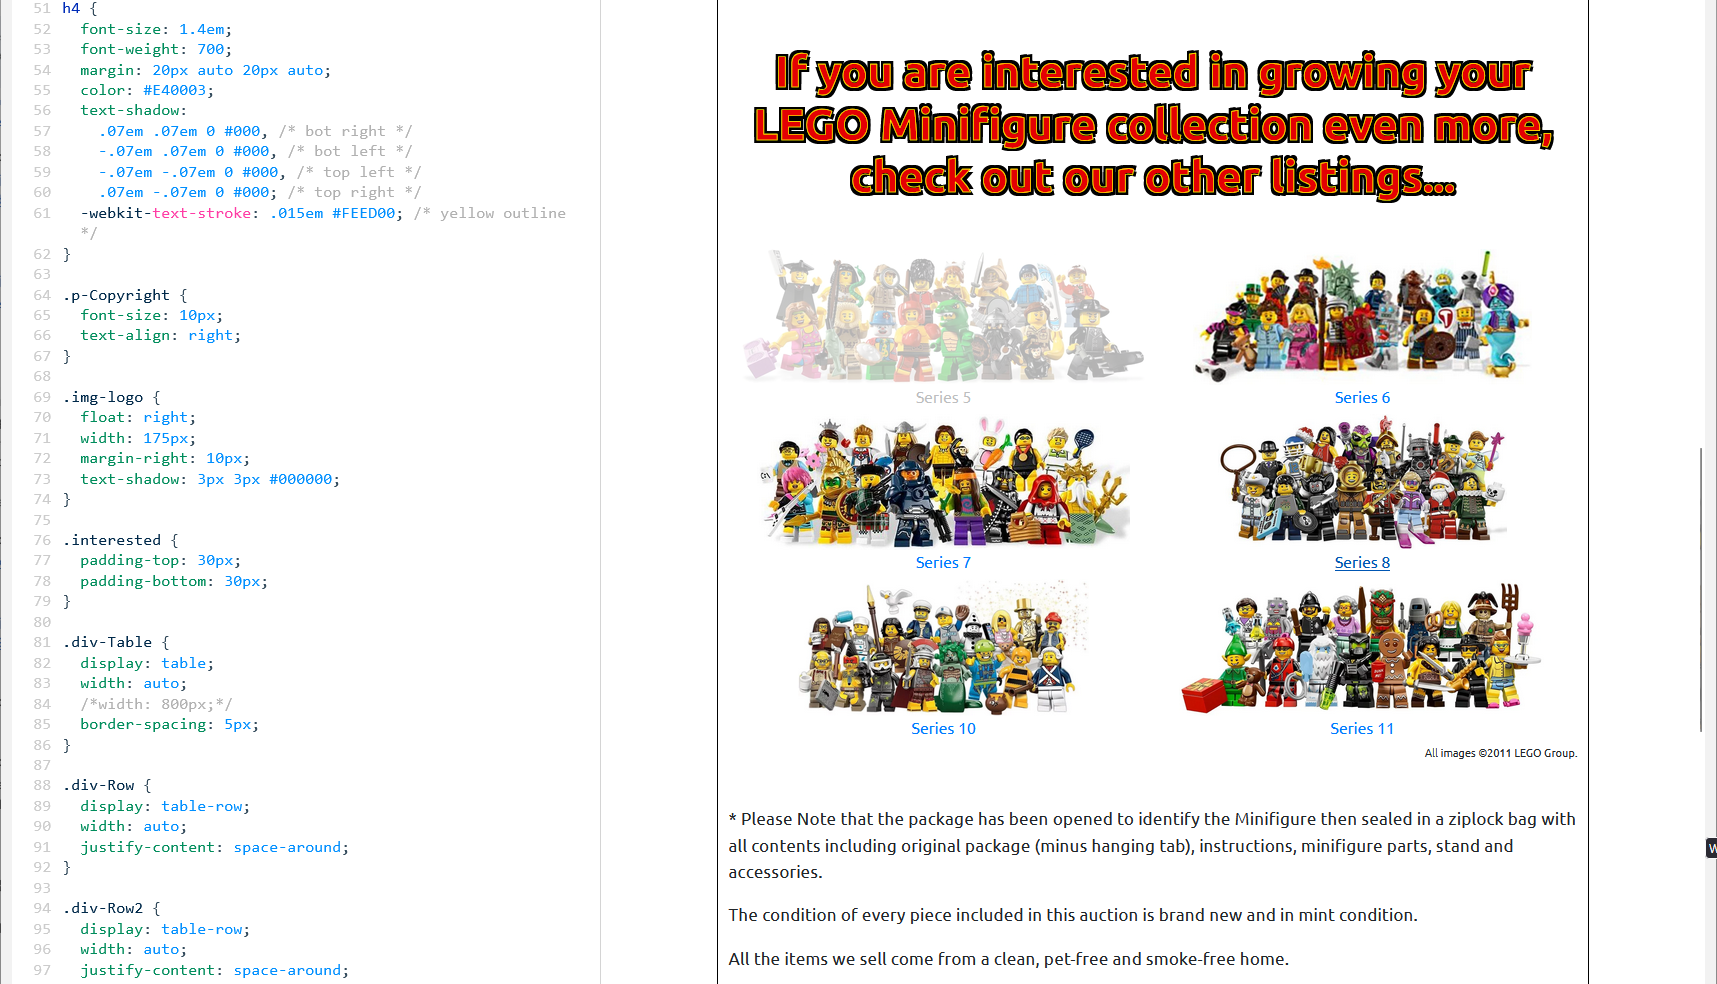 51 h4 {
52 font-size: 1.4em;
53 font-weight: 700;
54 margin: 20px auto 20px auto;
55 color: #E40003;
56 text-shadow:
57 .07em .07em 0 #000, /* bot right */
58 -.07em .07em 0 #000, /* bot left */
59 -.07em -.07em 0 #000, /* top left */
60 .07em -.07em 0 #000; /* top right */
61 -webkit-text-stroke: .015em #FEED00; /* yellow outline
*/
62 }
63
64 .p-Copyright {
65 font-size: 10px;
66 text-align: right;
67 }
68
69 .img-logo {
70 float: right;
71 width: 175px;
72 margin-right: 10px;
73 text-shadow: 3px 3px #000000;
74 }
75
76 .interested {
77 padding-top: 30px;
78 padding-bottom: 30px;
79 }
80
81 .div-Table {
82 display: table;
83 width: auto;
84 /*width: 800px;*/
85 border-spacing: 5px;
86 }
87
88 .div-Row {
89 display: table-row;
90 width: auto;
91 justify-content: space-around;
92 }
93
94 .div-Row2 {
95 display: table-row;
96 width: auto;
97 justify-content: space-around;
If you are interested in growing your
LEGO Minifigure collection even more,
check out our other listings...
Series 5
Series 6
Series 7
Series 8
Series 10
Series 11
All images ©2011 LEGO Group.
* Please Note that the package has been opened to identify the Minifigure then sealed in a ziplock bag with
all contents including original package (minus hanging tab), instructions, minifigure parts, stand and
accessories.
The condition of every piece included in this auction is brand new and in mint condition.
All the items we sell come from a clean, pet-free and smoke-free home.